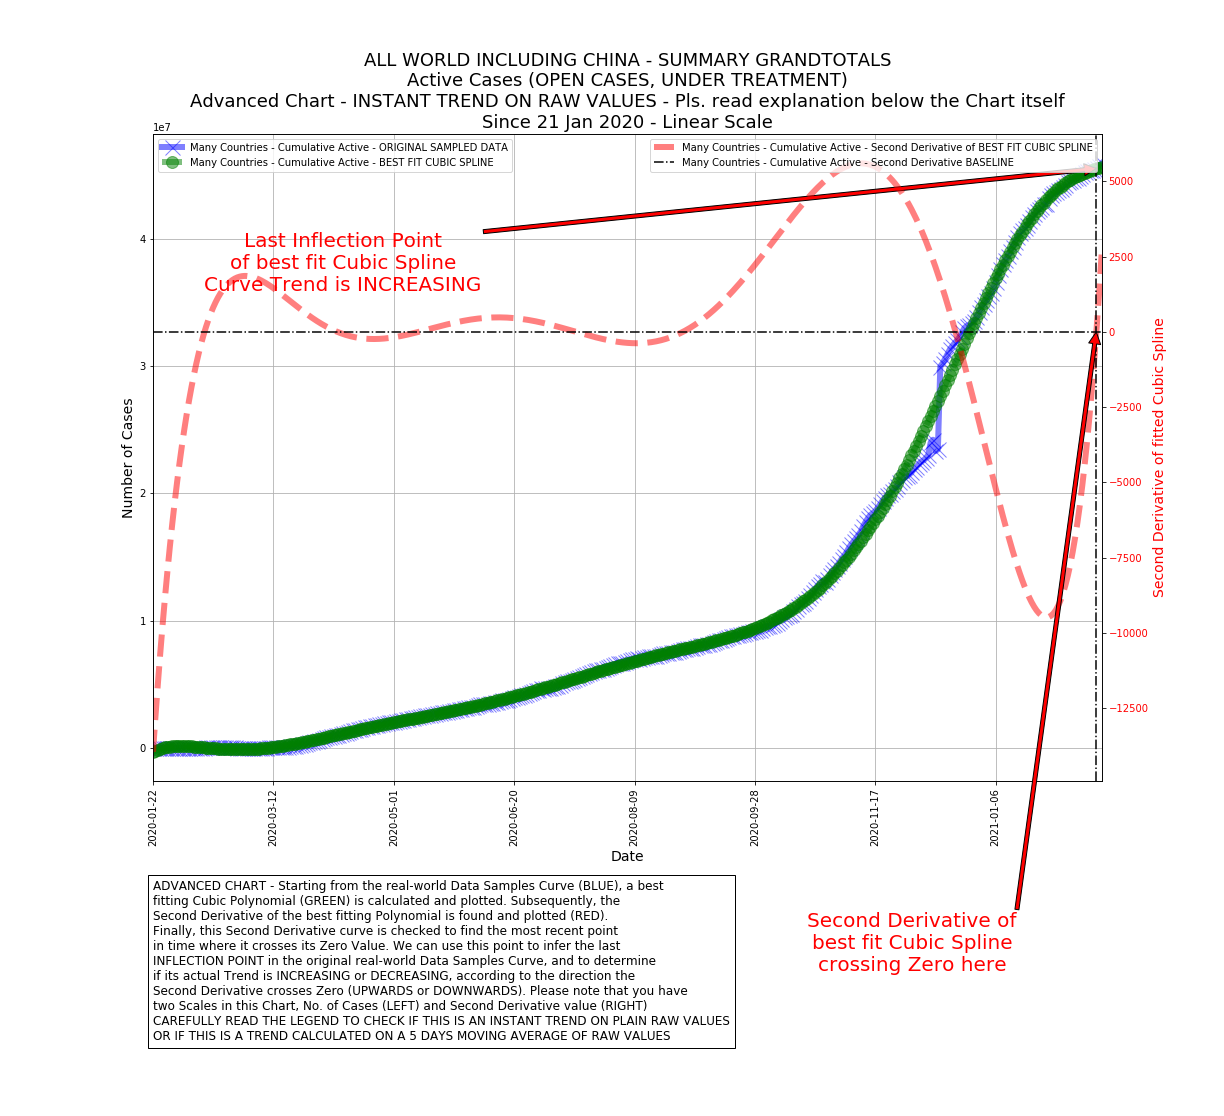 ALL WORLD INCLUDING CHINA - SUMMARY GRANDTOTALS
Active Cases (OPEN CASES, UNDER TREATMENT)
Advanced Chart - INSTANT TREND ON RAW VALUES - Pls. read explanation below the Chart itself
Since 21 Jan 2020 - Linear Scale
1e7
Many Countries - Cumulative Active - ORIGINAL SAMPLED DATA
Many Countries - Cumulative Active - BEST FIT CUBIC SPLINE
Many Countries - Cumulative Active - Second Derivative of BEST FIT CUBIC SPLINE
Many Countries - Cumulative Active - Second Derivative BASELINE
Last Inflection Point
of best fit Cubic Spline
Curve Trend is INCREASING
4
3
2
1
0
Number of Cases
5000
2500
0
−2500
−5000
−7500
−10000
−12500
Second Derivative of fitted Cubic Spline
2020-01-22
2020-03-12
2020-05-01
2020-06-20
2020-08-09
2020-09-28
2020-11-17
2021-01-06
Date
Second Derivative of
best fit Cubic Spline
crossing Zero here
ADVANCED CHART - Starting from the real-world Data Samples Curve (BLUE), a best
fitting Cubic Polynomial (GREEN) is calculated and plotted. Subsequently, the
Second Derivative of the best fitting Polynomial is found and plotted (RED).
Finally, this Second Derivative curve is checked to find the most recent point
in time where it crosses its Zero Value. We can use this point to infer the last
INFLECTION POINT in the original real-world Data Samples Curve, and to determine
if its actual Trend is INCREASING or DECREASING, according to the direction the
Second Derivative crosses Zero (UPWARDS or DOWNWARDS). Please note that you have
two Scales in this Chart, No. of Cases (LEFT) and Second Derivative value (RIGHT)
CAREFULLY READ THE LEGEND TO CHECK IF THIS IS AN INSTANT TREND ON PLAIN RAW VALUES
OR IF THIS IS A TREND CALCULATED ON A 5 DAYS MOVING AVERAGE OF RAW VALUES